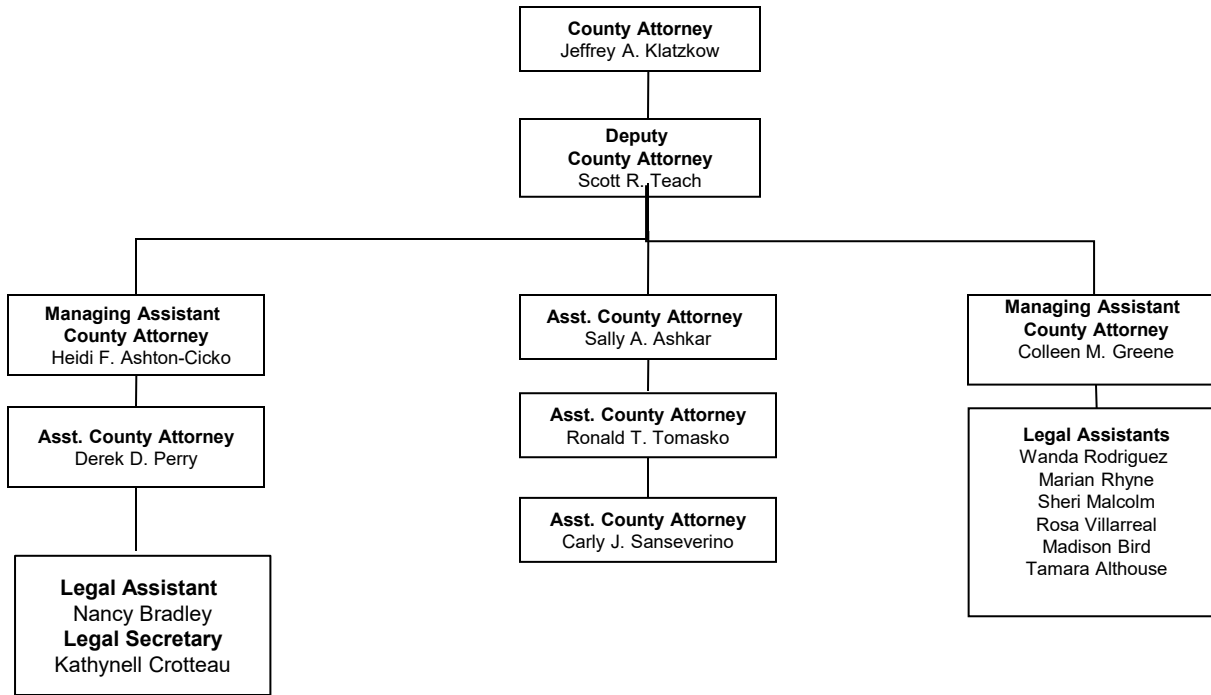 County Attorney
Jeffrey A. Klatzkow
Deputy
County Attorney
Scott R. Teach
Managing Assistant
County Attorney
Heidi F. Ashton-Cicko
Asst. County Attorney
Derek D. Perry
Legal Assistant
Nancy Bradley
Legal Secretary
Kathynell Crotteau
Asst. County Attorney
Sally A. Ashkar
Asst. County Attorney
Ronald T. Tomasko
Asst. County Attorney
Carly J. Sanseverino
Managing Assistant
County Attorney
Colleen M. Greene
Legal Assistants
Wanda Rodriguez
Marian Rhyne
Sheri Malcolm
Rosa Villarreal
Madison Bird
Tamara Althouse